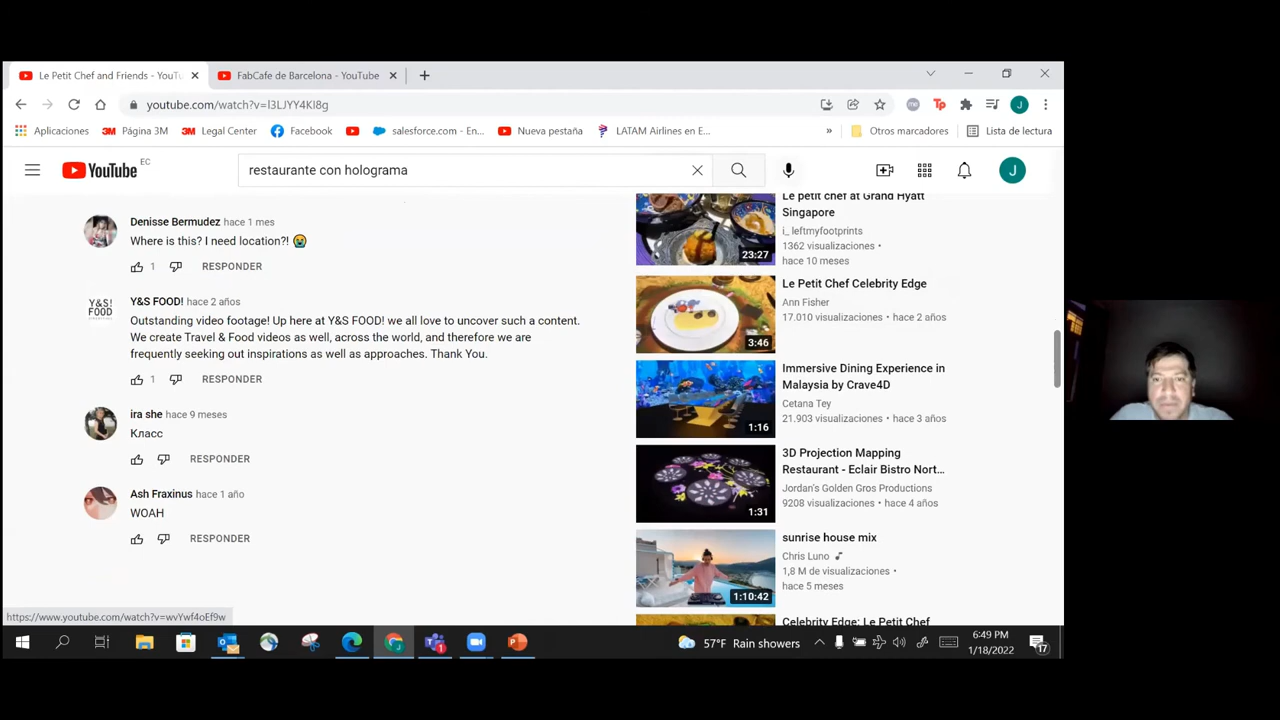 Le Petit Chef and Friends - YouTu
FabCafe de Barcelona - YouTube
youtube.com/watch?v=l3LJYY4KI8g
Aplicaciones
3M Página 3M
3M Legal Center
Facebook
salesforce.com - En...
Nueva pestaña
LATAM Airlines en E...
»
Otros marcadores
Lista de lectura
YouTube EC
restaurante con holograma
J
Denisse Bermudez hace 1 mes
Where is this? I need location?! 😭
1 RESPONDER
Y&S! FOOD
Y&S FOOD! hace 2 años
Outstanding video footage! Up here at Y&S FOOD! we all love to uncover such a content.
We create Travel & Food videos as well, across the world, and therefore we are
frequently seeking out inspirations as well as approaches. Thank You.
1 RESPONDER
ira she hace 9 meses
Класс
RESPONDER
Ash Fraxinus hace 1 año
WOAH
RESPONDER
Le petit chef at Grand Hyatt
Singapore
i_ leftmyfootprints
1362 visualizaciones •
hace 10 meses
23:27
Le Petit Chef Celebrity Edge
Ann Fisher
17.010 visualizaciones • hace 2 años
3:46
Immersive Dining Experience in
Malaysia by Crave4D
Cetana Tey
21.903 visualizaciones • hace 3 años
1:16
3D Projection Mapping
Restaurant - Eclair Bistro Nort...
Jordan's Golden Gros Productions
9208 visualizaciones • hace 4 años
1:31
sunrise house mix
Chris Luno
1,8 M de visualizaciones •
hace 5 meses
1:10:42
Celebrity Edge: Le Petit Chef
https://www.youtube.com/watch?v=wvYwf4oEf9w
57°F Rain showers
6:49 PM
1/18/2022
17